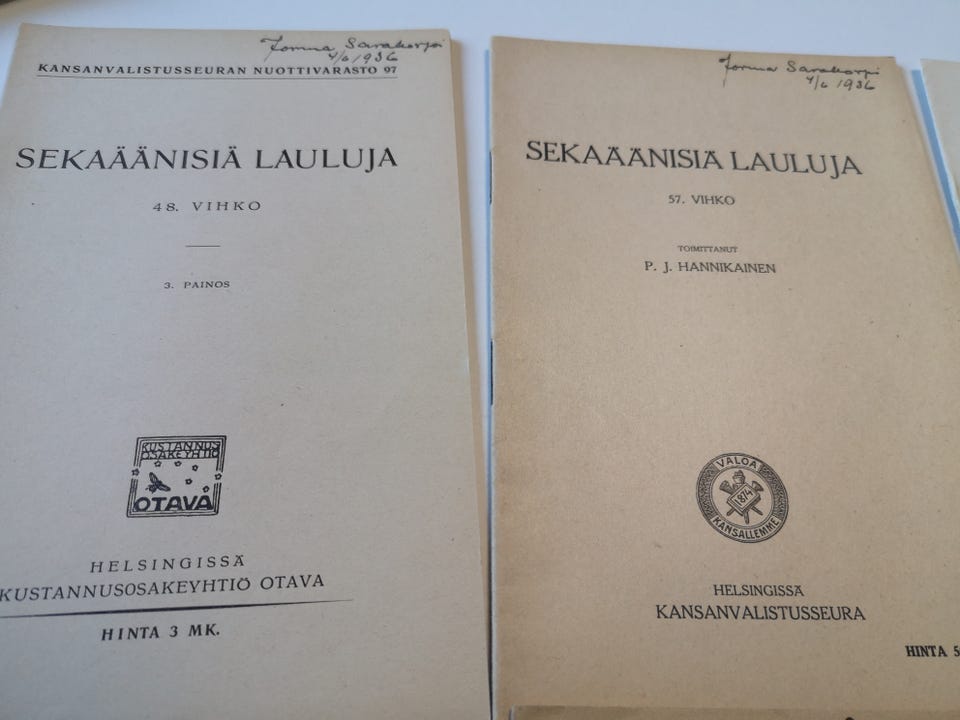 Jorma Sarakorpi
4/6 1936
KANSANVALISTUSSEURAN NUOTTIVARASTO 97
SEKAÄÄNISIÄ LAULUJA
48. VIHKO
3. PAINOS
KUSTANNUS
OSAKEYHTIÖ
OTAVA
HELSINGISSÄ
KUSTANNUSOSAKEYHTIÖ OTAVA
HINTA 3 MK.
Jorma Sarakorpi
4/6 1936
SEKAÄÄNISIÄ LAULUJA
57. VIHKO
TOIMITTANUT
P. J. HANNIKAINEN
VALOA
1874
KANSALLEMME
HELSINGISSÄ
KANSANVALISTUSSEURA
HINTA